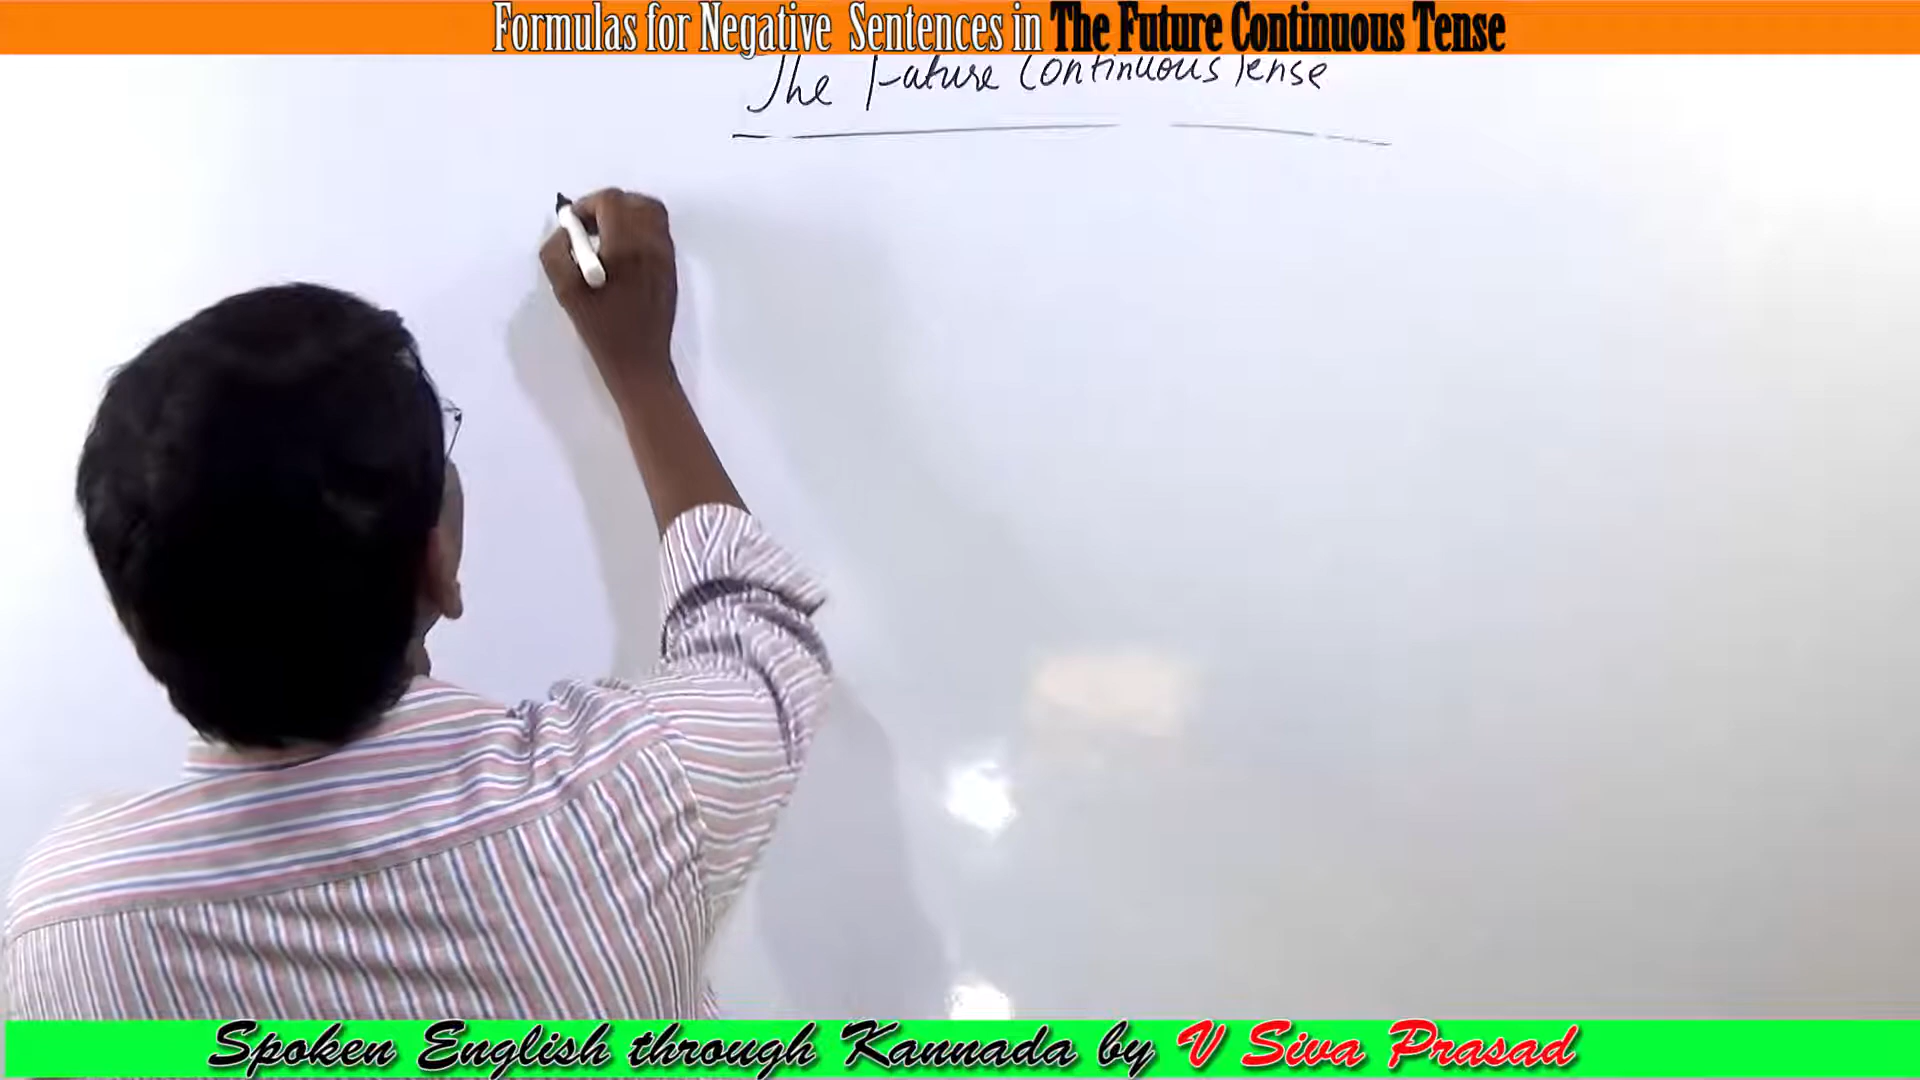 Formulas for Negative Sentences in The Future Continuous Tense
The Future Continuous Tense
Spoken English through Kannada by V Siva Prasad